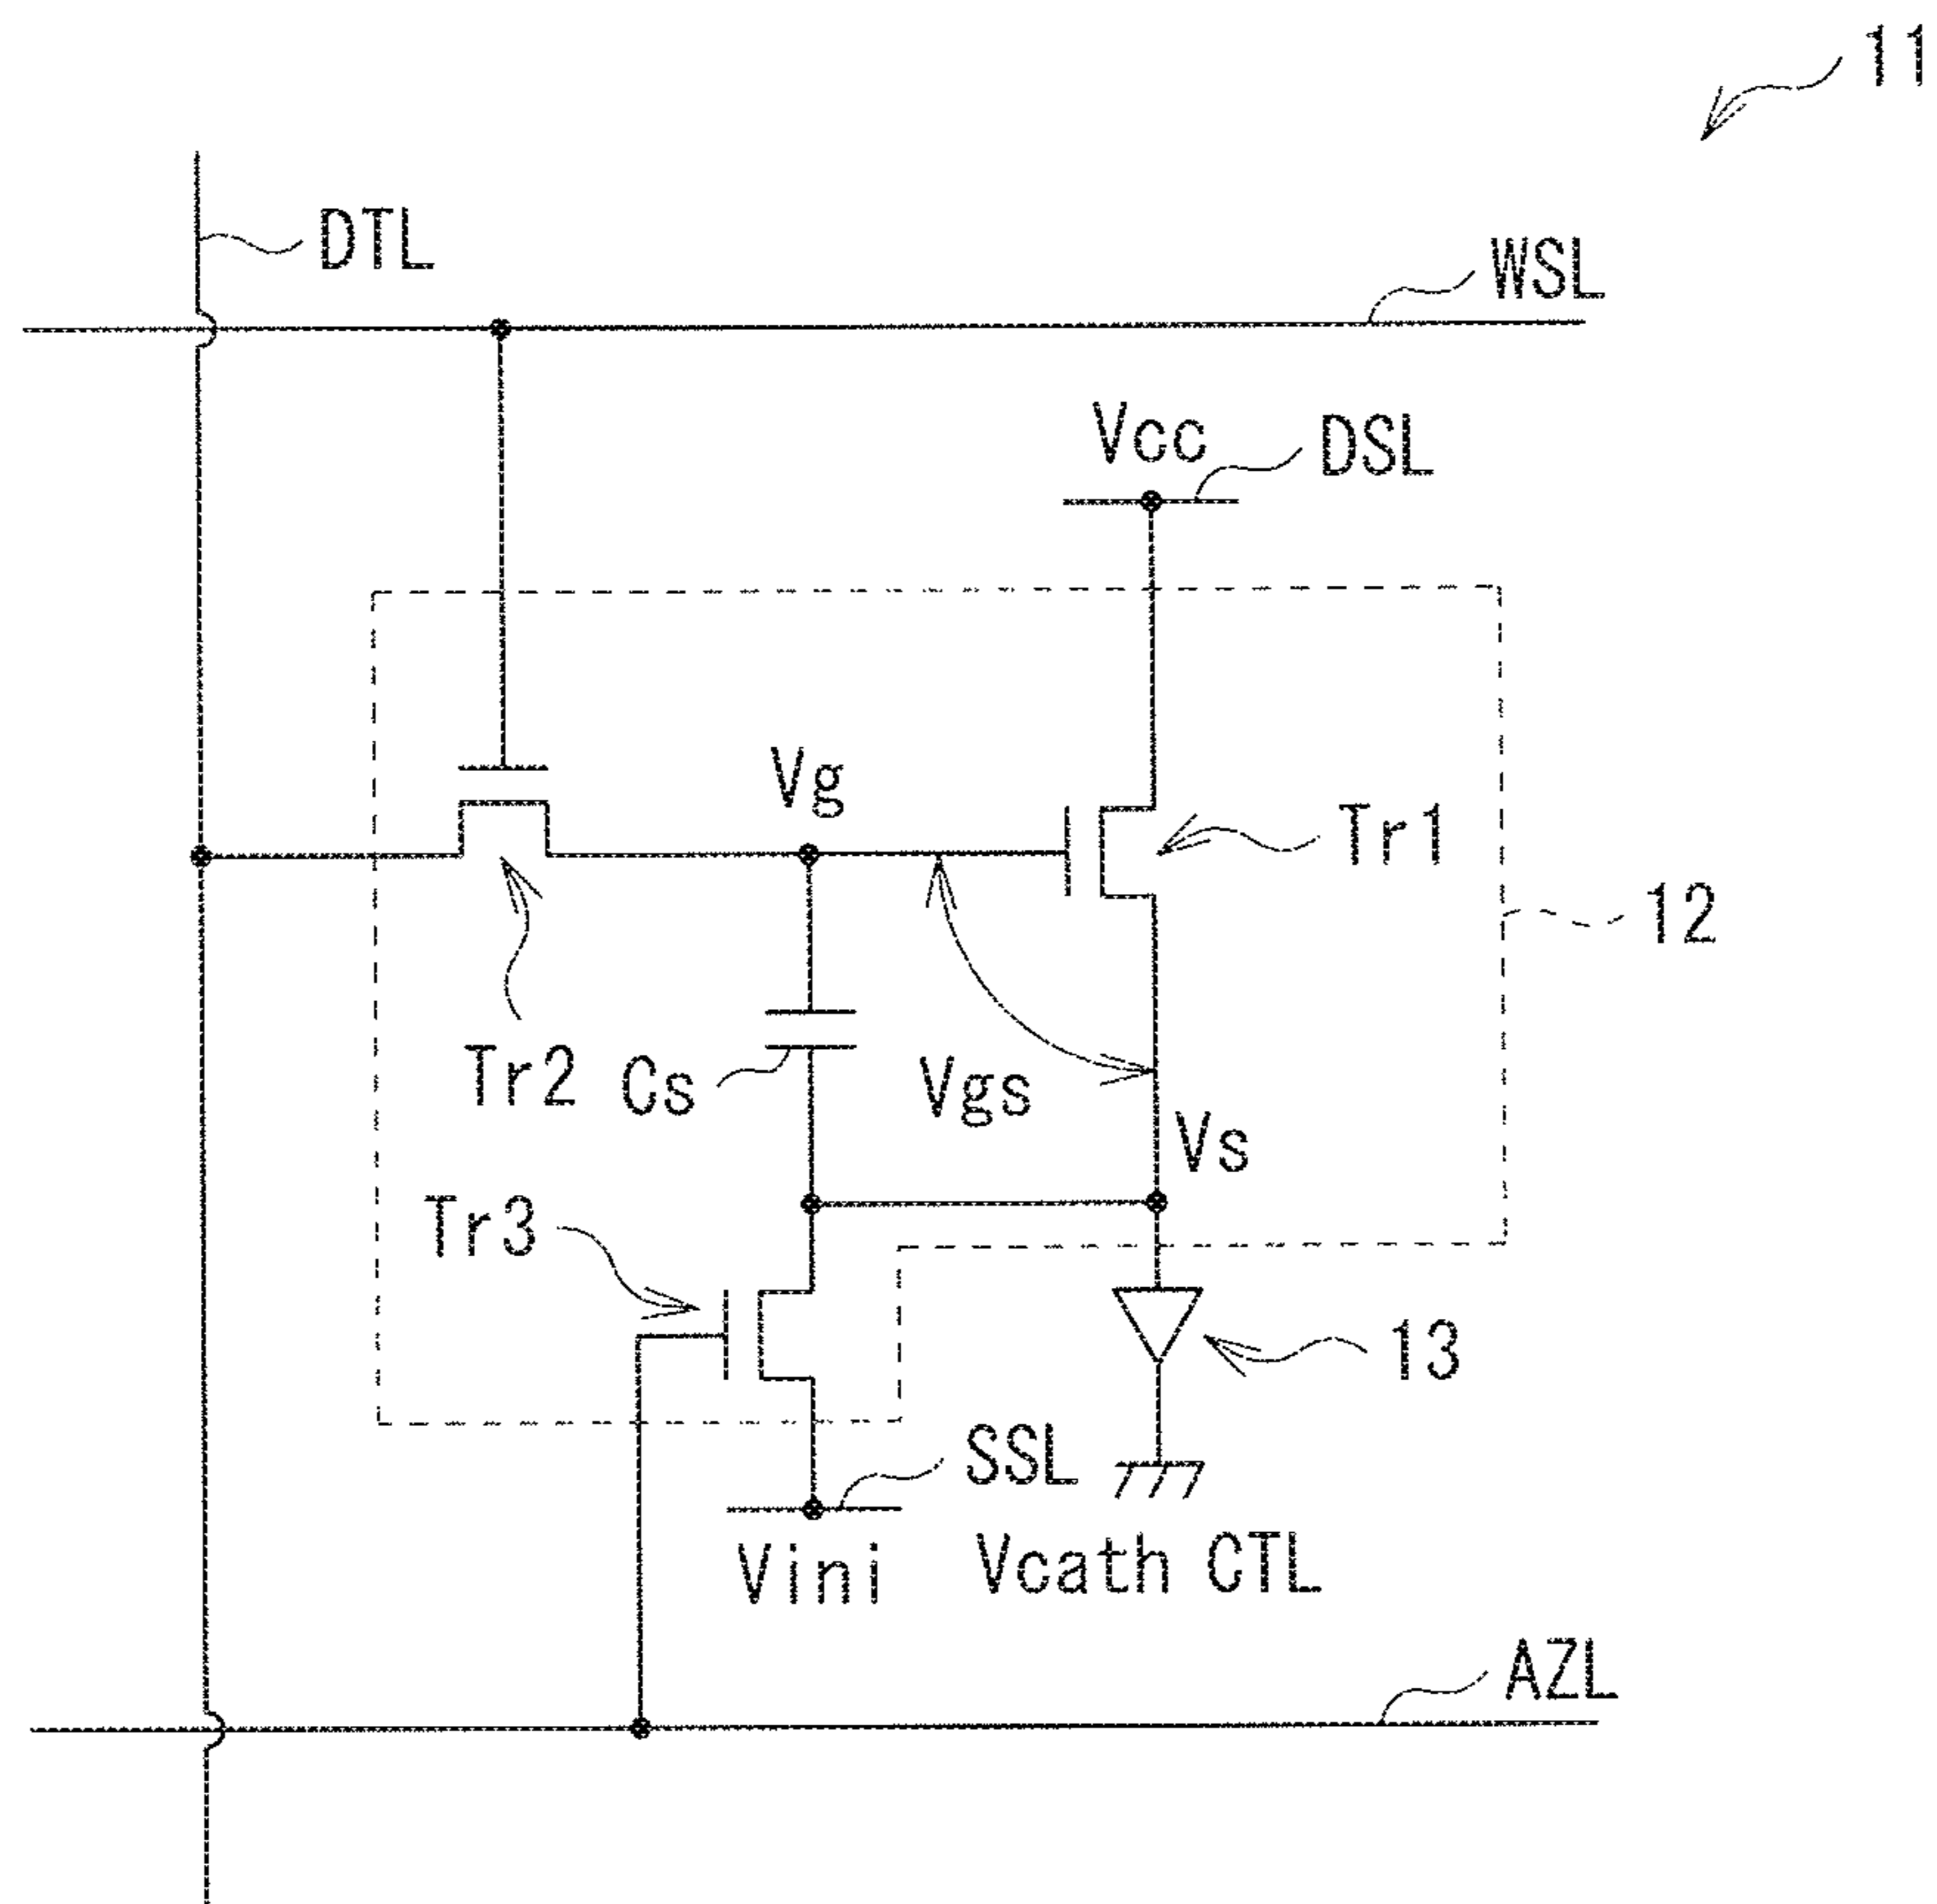 11
DTL
WSL
Vcc
DSL
Vg
Tr1
12
Tr2
Cs
Vgs
Vs
Tr3
13
SSL
Vini
Vcath CTL
AZL